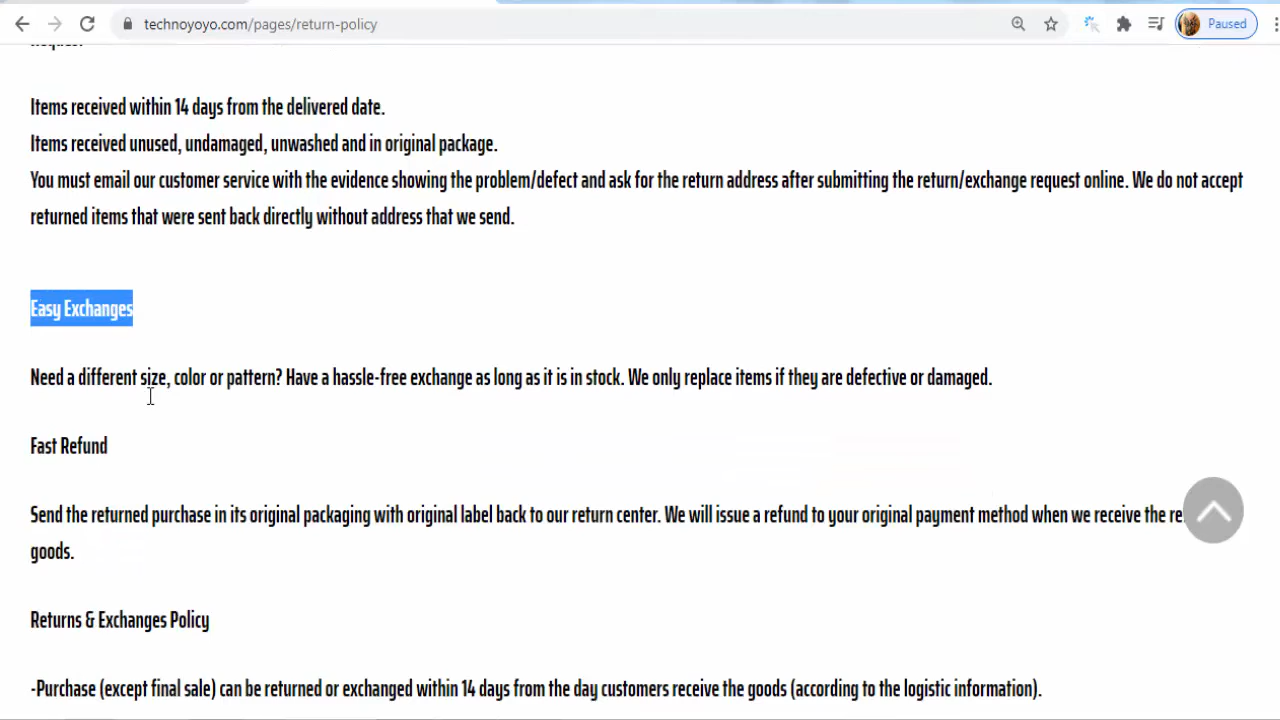 technoyoyo.com/pages/return-policy
Paused
Items received within 14 days from the delivered date.
Items received unused, undamaged, unwashed and in original package.
You must email our customer service with the evidence showing the problem/defect and ask for the return address after submitting the return/exchange request online. We do not accept
returned items that were sent back directly without address that we send.
Easy Exchanges
Need a different size, color or pattern? Have a hassle-free exchange as long as it is in stock. We only replace items if they are defective or damaged.
Fast Refund
Send the returned purchase in its original packaging with original label back to our return center. We will issue a refund to your original payment method when we receive the re
goods.
Returns & Exchanges Policy
-Purchase (except final sale) can be returned or exchanged within 14 days from the day customers receive the goods (according to the logistic information).